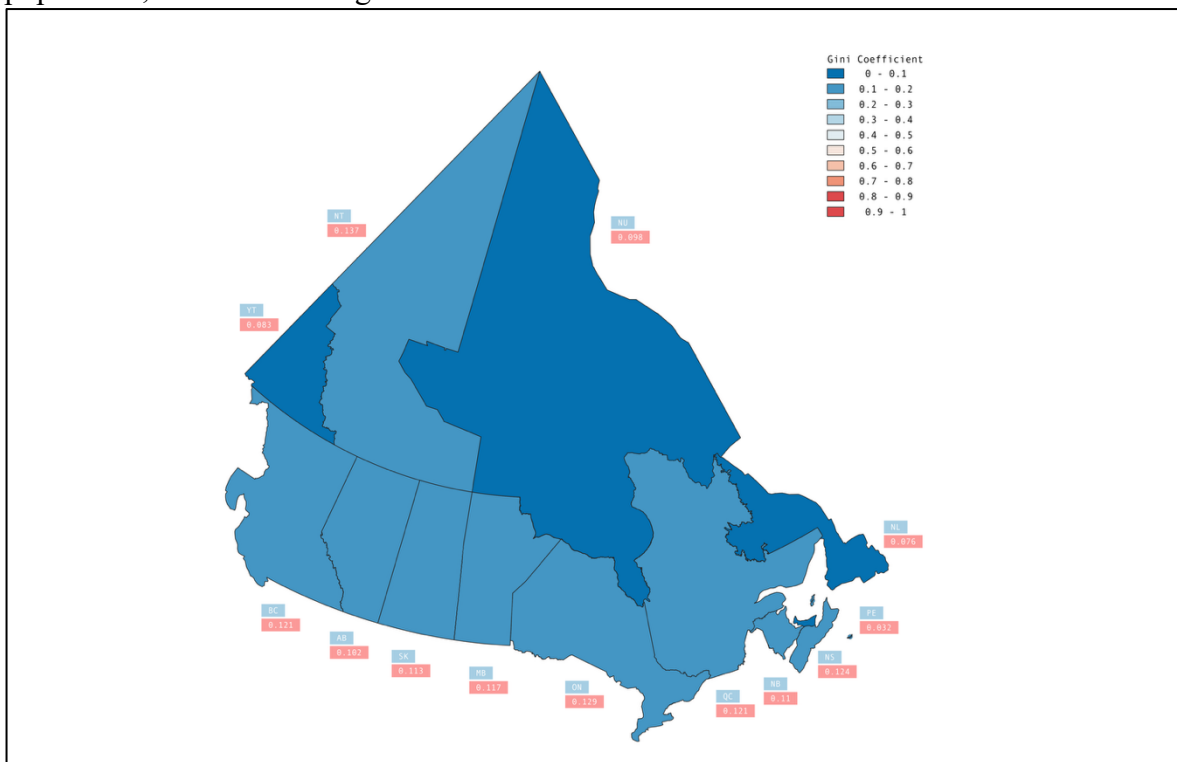 Gini Coefficient
0 - 0.1
0.1 - 0.2
0.2 - 0.3
0.3 - 0.4
0.4 - 0.5
0.5 - 0.6
0.6 - 0.7
0.7 - 0.8
0.8 - 0.9
0.9 - 1
NT
0.137
NU
0.098
YT
0.083
NL
0.076
BC
0.121
AB
0.102
SK
0.113
MB
0.117
ON
0.129
QC
0.121
NB
0.11
NS
0.124
PE
0.032